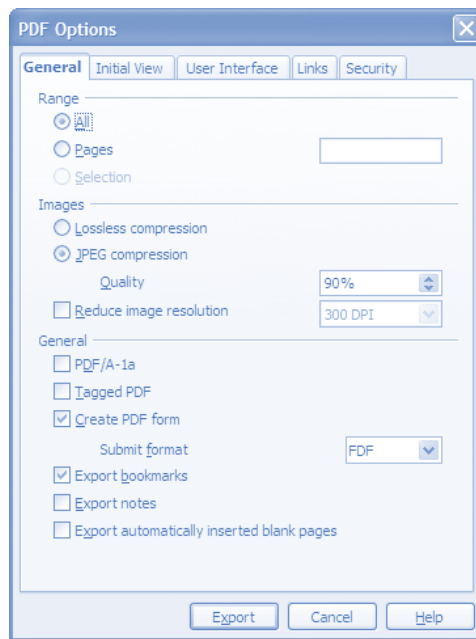 PDF Options
General Initial View User Interface Links Security
Range
All
Pages
Selection
Images
Lossless compression
JPEG compression
Quality 90%
Reduce image resolution 300 DPI
General
PDF/A-1a
Tagged PDF
Create PDF form
Submit format FDF
Export bookmarks
Export notes
Export automatically inserted blank pages
Export Cancel Help